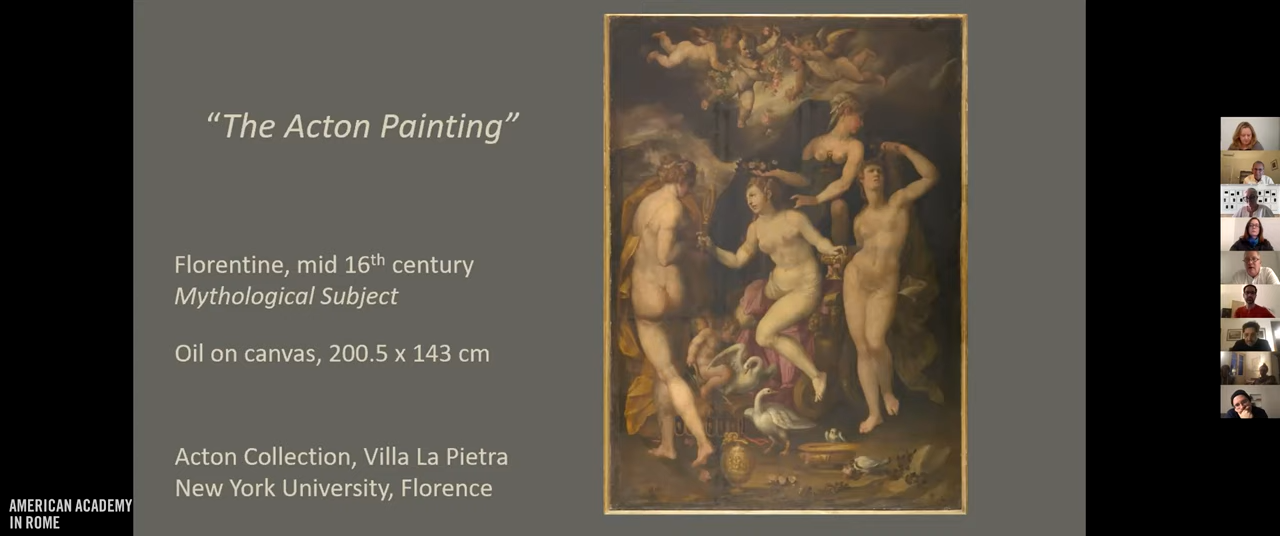 “The Acton Painting”
Florentine, mid 16th century
Mythological Subject
Oil on canvas, 200.5 x 143 cm
Acton Collection, Villa La Pietra
New York University, Florence
AMERICAN ACADEMY
IN ROME